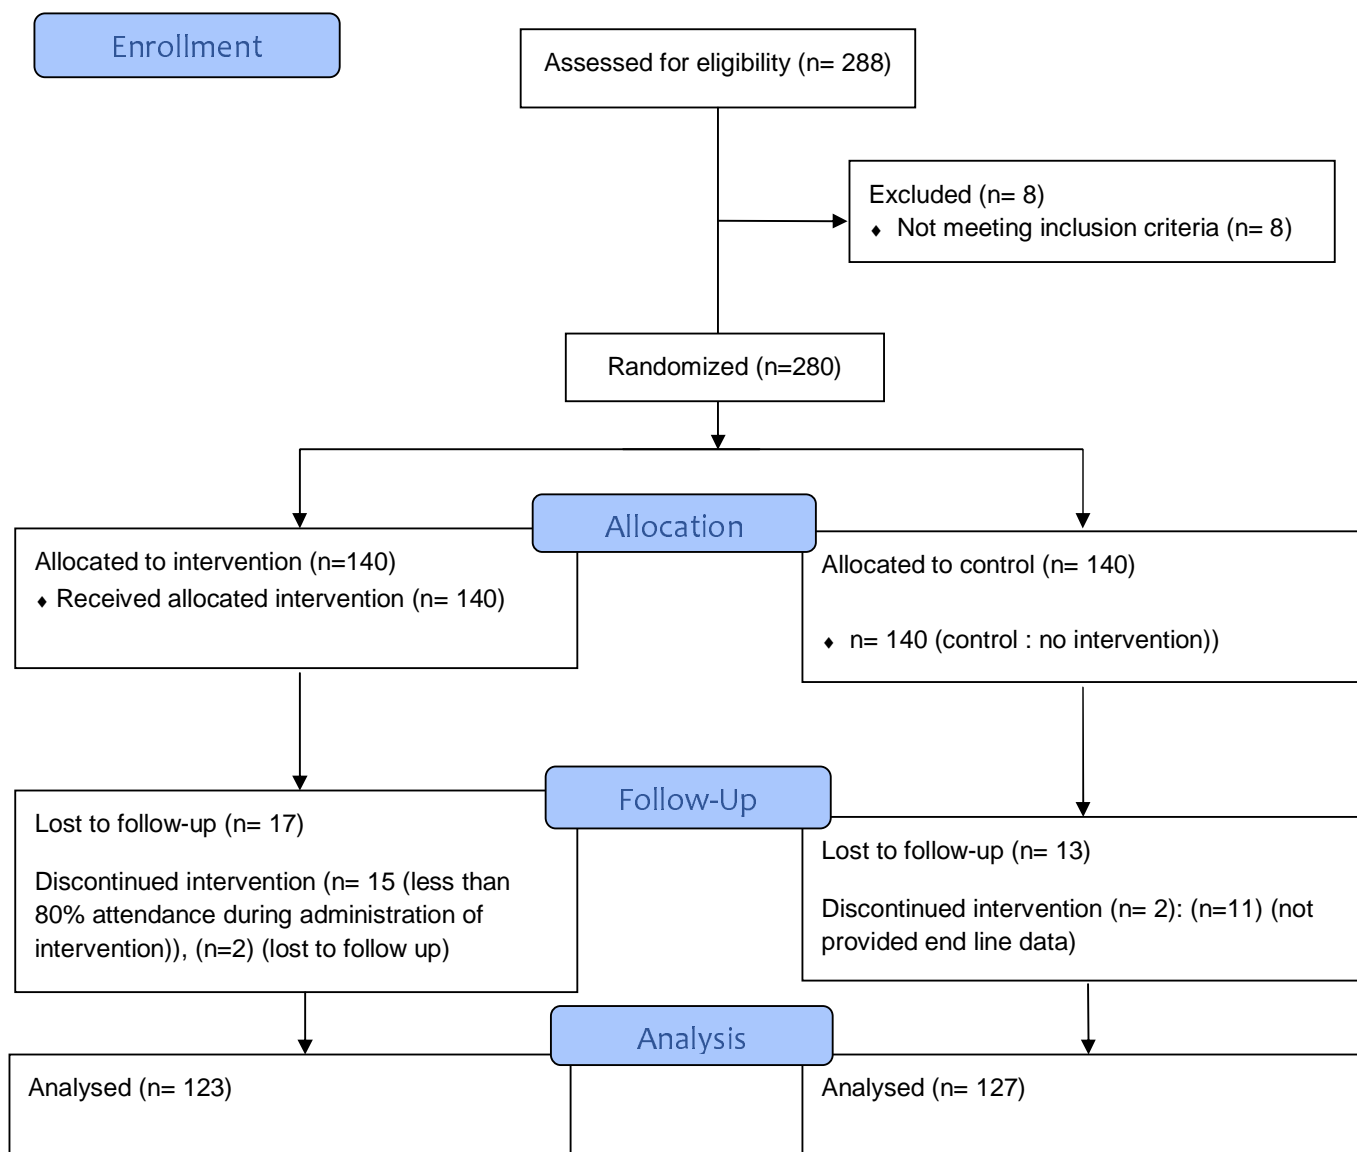 Enrollment
Assessed for eligibility (n= 288)
Excluded (n= 8)
⬧ Not meeting inclusion criteria (n= 8)
Randomized (n=280)
Allocation
Allocated to intervention (n=140)
⬧ Received allocated intervention (n= 140)
Allocated to control (n= 140)
⬧ n= 140 (control : no intervention))
Follow-Up
Lost to follow-up (n= 17)
Discontinued intervention (n= 15 (less than
80% attendance during administration of
intervention)), (n=2) (lost to follow up)
Lost to follow-up (n= 13)
Discontinued intervention (n= 2): (n=11) (not
provided end line data)
Analysis
Analysed (n= 123)
Analysed (n= 127)